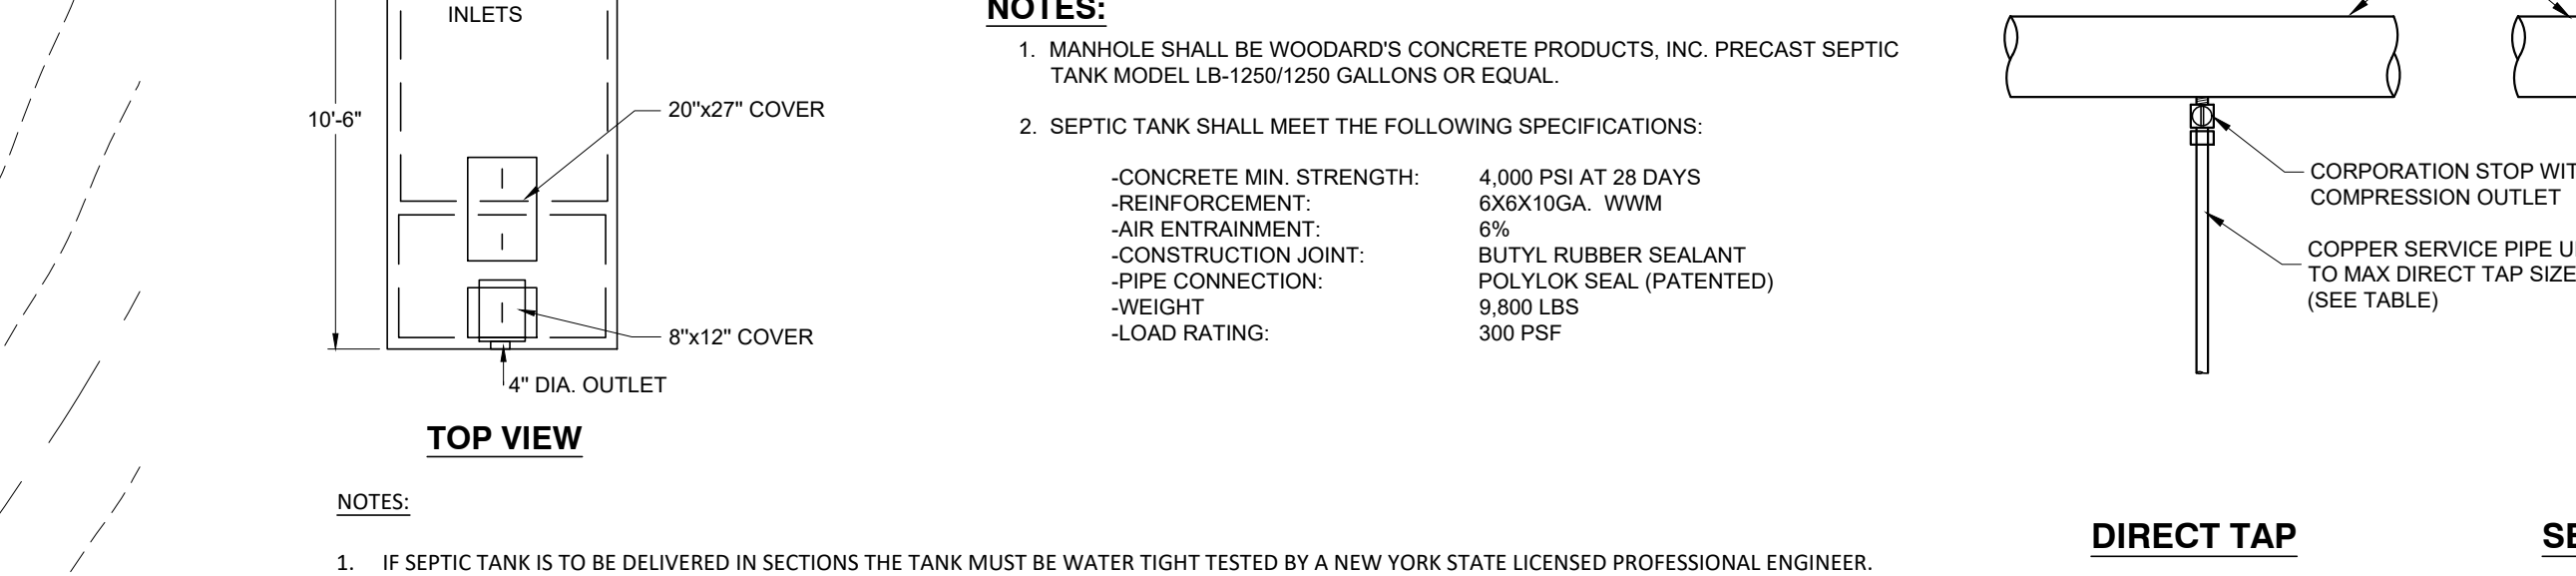 INLETS
10'-6"
20"x27" COVER
8"x12" COVER
4" DIA. OUTLET
TOP VIEW
NOTES:
1. MANHOLE SHALL BE WOODARD'S CONCRETE PRODUCTS, INC. PRECAST SEPTIC
TANK MODEL LB-1250/1250 GALLONS OR EQUAL.
2. SEPTIC TANK SHALL MEET THE FOLLOWING SPECIFICATIONS:
-CONCRETE MIN. STRENGTH: 4,000 PSI AT 28 DAYS
-REINFORCEMENT: 6X6X10GA. WWM
-AIR ENTRAINMENT: 6%
-CONSTRUCTION JOINT: BUTYL RUBBER SEALANT
-PIPE CONNECTION: POLYLOK SEAL (PATENTED)
-WEIGHT 9,800 LBS
-LOAD RATING: 300 PSF
CORPORATION STOP
COMPRESSION OUTLET
COPPER SERVICE PIPE
TO MAX DIRECT TAP SIZE
(SEE TABLE)
DIRECT TAP
NOTES:
1. IF SEPTIC TANK IS TO BE DELIVERED IN SECTIONS THE TANK MUST BE WATER TIGHT TESTED BY A NEW YORK STATE LICENSED PROFESSIONAL ENGINEER.